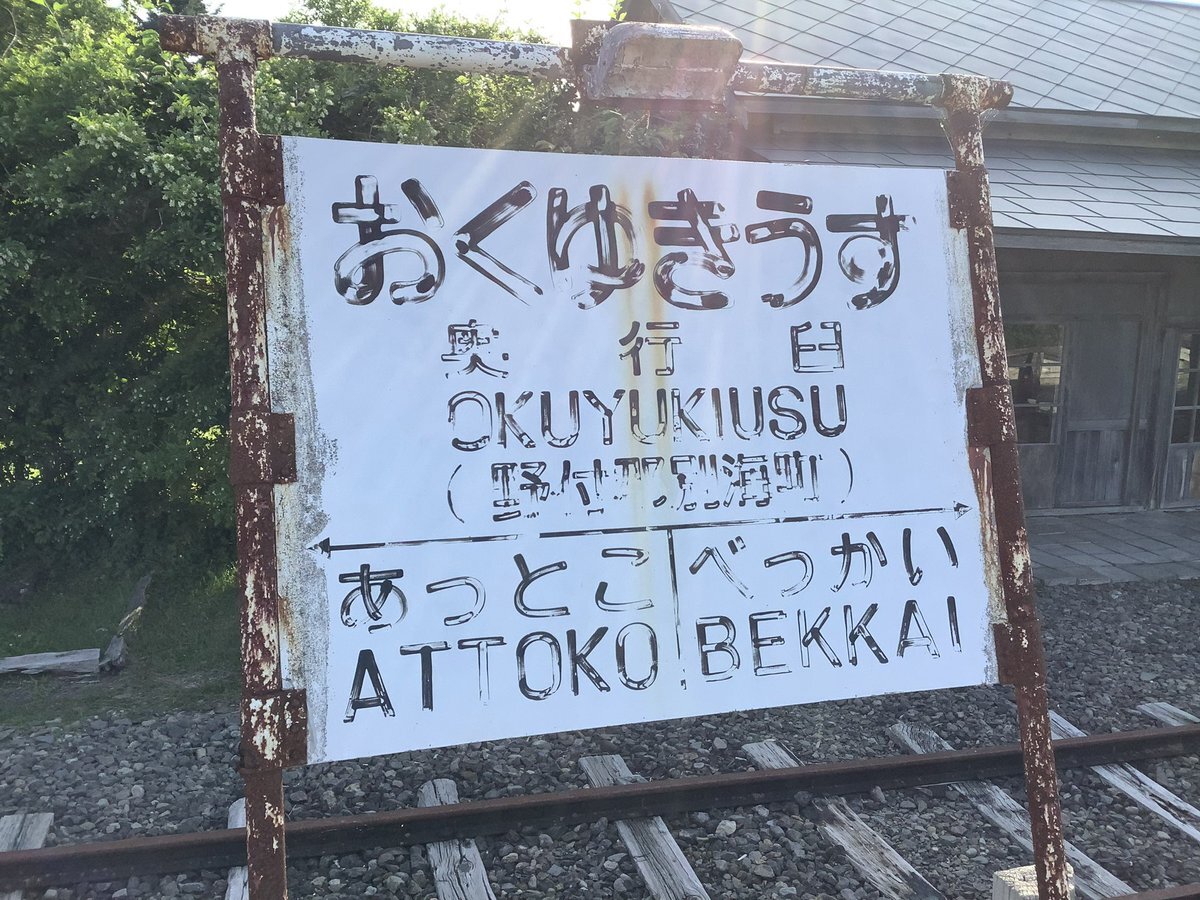 おくゆきうす
奥行臼
OKUYUKIUSU
(野付郡別海町)
あっとこ べっかい
ATTOKO BEKKAI